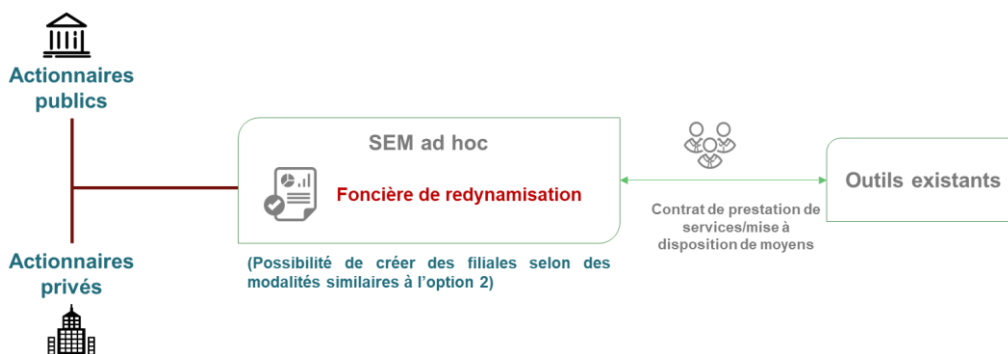 Actionnaires
publics
SEM ad hoc
Foncière de redynamisation
(Possibilité de créer des filiales selon des
modalités similaires à l'option 2)
Contrat de prestation de
services/mise à
disposition de moyens
Outils existants
Actionnaires
privés